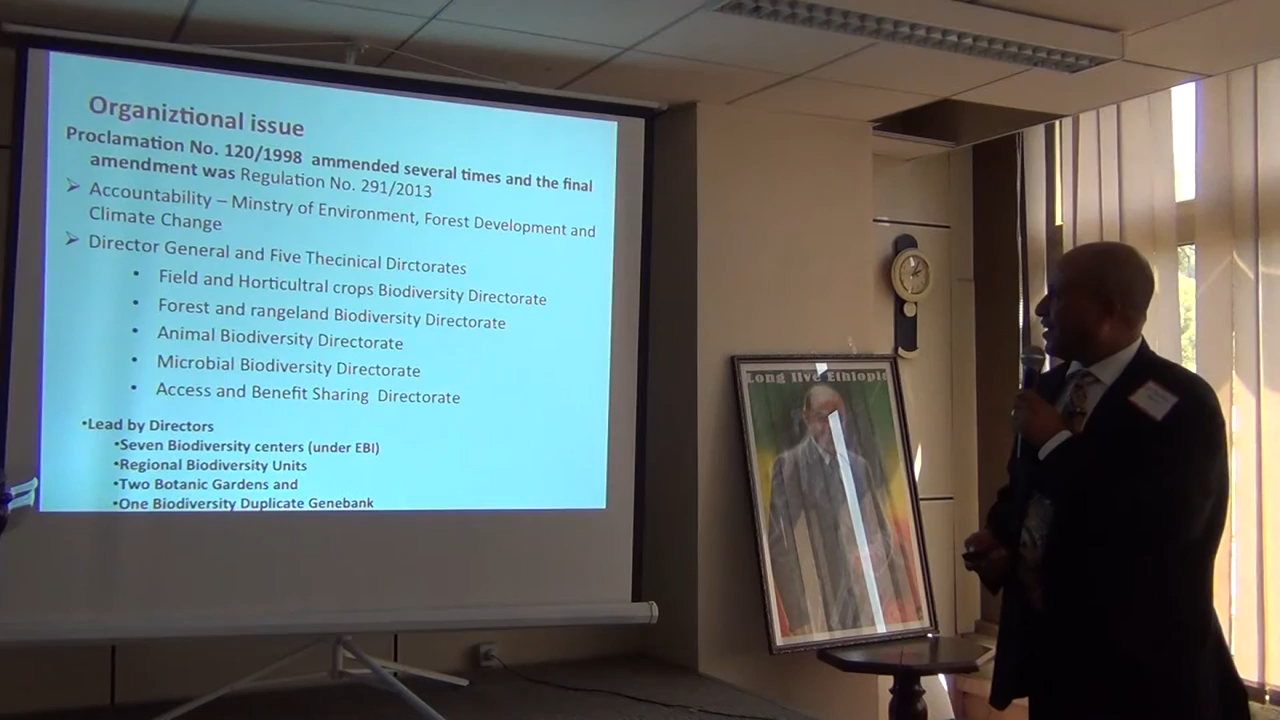 Organiztional issue
Proclamation No. 120/1998 ammended several times and the final
amendment was Regulation No. 291/2013
➢ Accountability – Minstry of Environment, Forest Development and
Climate Change
➢ Director General and Five Thecinical Dirctorates
• Field and Horticultral crops Biodiversity Directorate
• Forest and rangeland Biodiversity Directorate
• Animal Biodiversity Directorate
• Microbial Biodiversity Directorate
• Access and Benefit Sharing Directorate
•Lead by Directors
•Seven Biodiversity centers (under EBI)
•Regional Biodiversity Units
•Two Botanic Gardens and
•One Biodiversity Duplicate Genebank
Long live Ethiopia